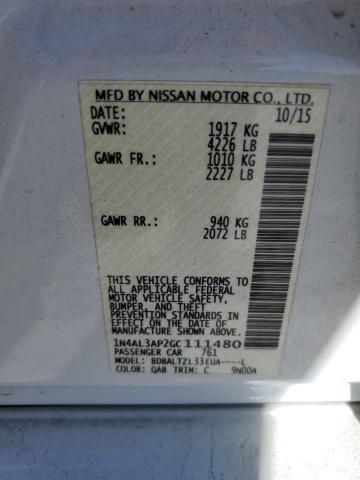 MFD BY NISSAN MOTOR CO., LTD.
DATE: 10/15
GVWR: 1917 KG
4226 LB
GAWR FR.: 1010 KG
2227 LB
GAWR RR.: 940 KG
2072 LB
THIS VEHICLE CONFORMS TO
ALL APPLICABLE FEDERAL
MOTOR VEHICLE SAFETY,
BUMPER, AND THEFT
PREVENTION STANDARDS IN
EFFECT ON THE DATE OF
MANUFACTURE SHOWN ABOVE.
1N4AL3AP2GC111480
PASSENGER CAR 761
MODEL: BDBALTZL33EUA----L
COLOR: QAB TRIM: C 9N00A